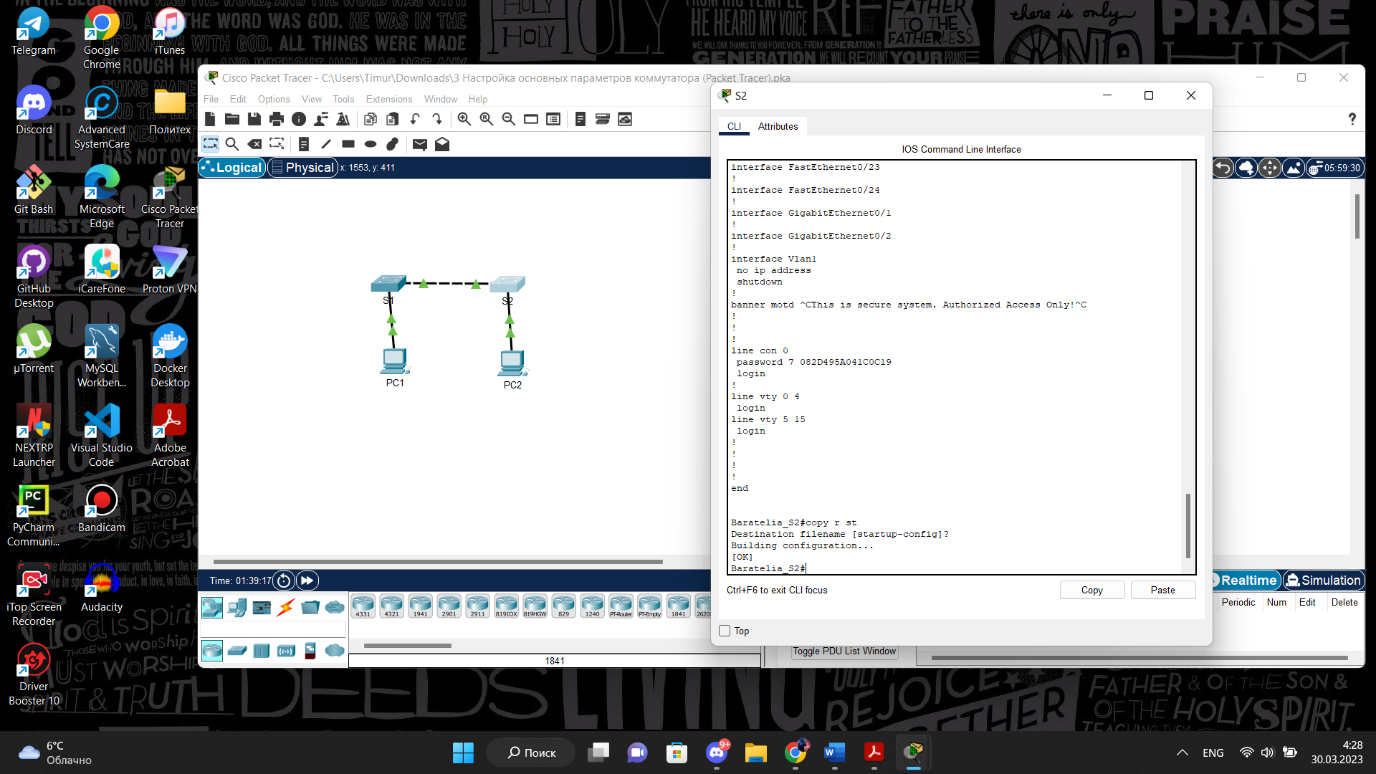 Telegram
Google
Chrome
iTunes
Discord
Advanced
SystemCare
Политех
Git Bash
Microsoft
Edge
Cisco Packet
Tracer
GitHub
Desktop
iCareFone
Proton VPN
µTorrent
MySQL
Workben...
Docker
Desktop
NEXTRP
Launcher
Visual Studio
Code
Adobe
Acrobat
PyCharm
Communi...
Bandicam
iTop Screen
Recorder
Audacity
Driver
Booster 10
Cisco Packet Tracer - C:\Users\Timur\Downloads\3 Настройка основных параметров коммутатора (Packet Tracer).pka
File Edit Options View Tools Extensions Window Help
Logical Physical x: 1553, y: 411
05:59:30
S1
S2
PC1
PC2
Time: 01:39:17
Realtime Simulation
4331 4321 1941 2901 2911 819IOX 819HGW 829 1240 PT-Router PT-Empty 1841
1841
Toggle PDU List Window
Periodic Num Edit Delete
S2
CLI Attributes
IOS Command Line Interface
interface FastEthernet0/23
!
interface FastEthernet0/24
!
interface GigabitEthernet0/1
!
interface GigabitEthernet0/2
!
interface Vlan1
no ip address
shutdown
!
banner motd ^CThis is secure system. Authorized Access Only!^C
!
!
!
line con 0
password 7 082D495A041C0C19
login
!
line vty 0 4
login
line vty 5 15
login
!
!
!
!
end
Baratelia_S2#copy r st
Destination filename [startup-config]?
Building configuration...
[OK]
Baratelia_S2#
Ctrl+F6 to exit CLI focus
Copy Paste
Top
PRAISE
HOLY
FATHER
TO THE
FATHERLESS
there is only
6°C
Облачно
Поиск
ENG
4:28
30.03.2023